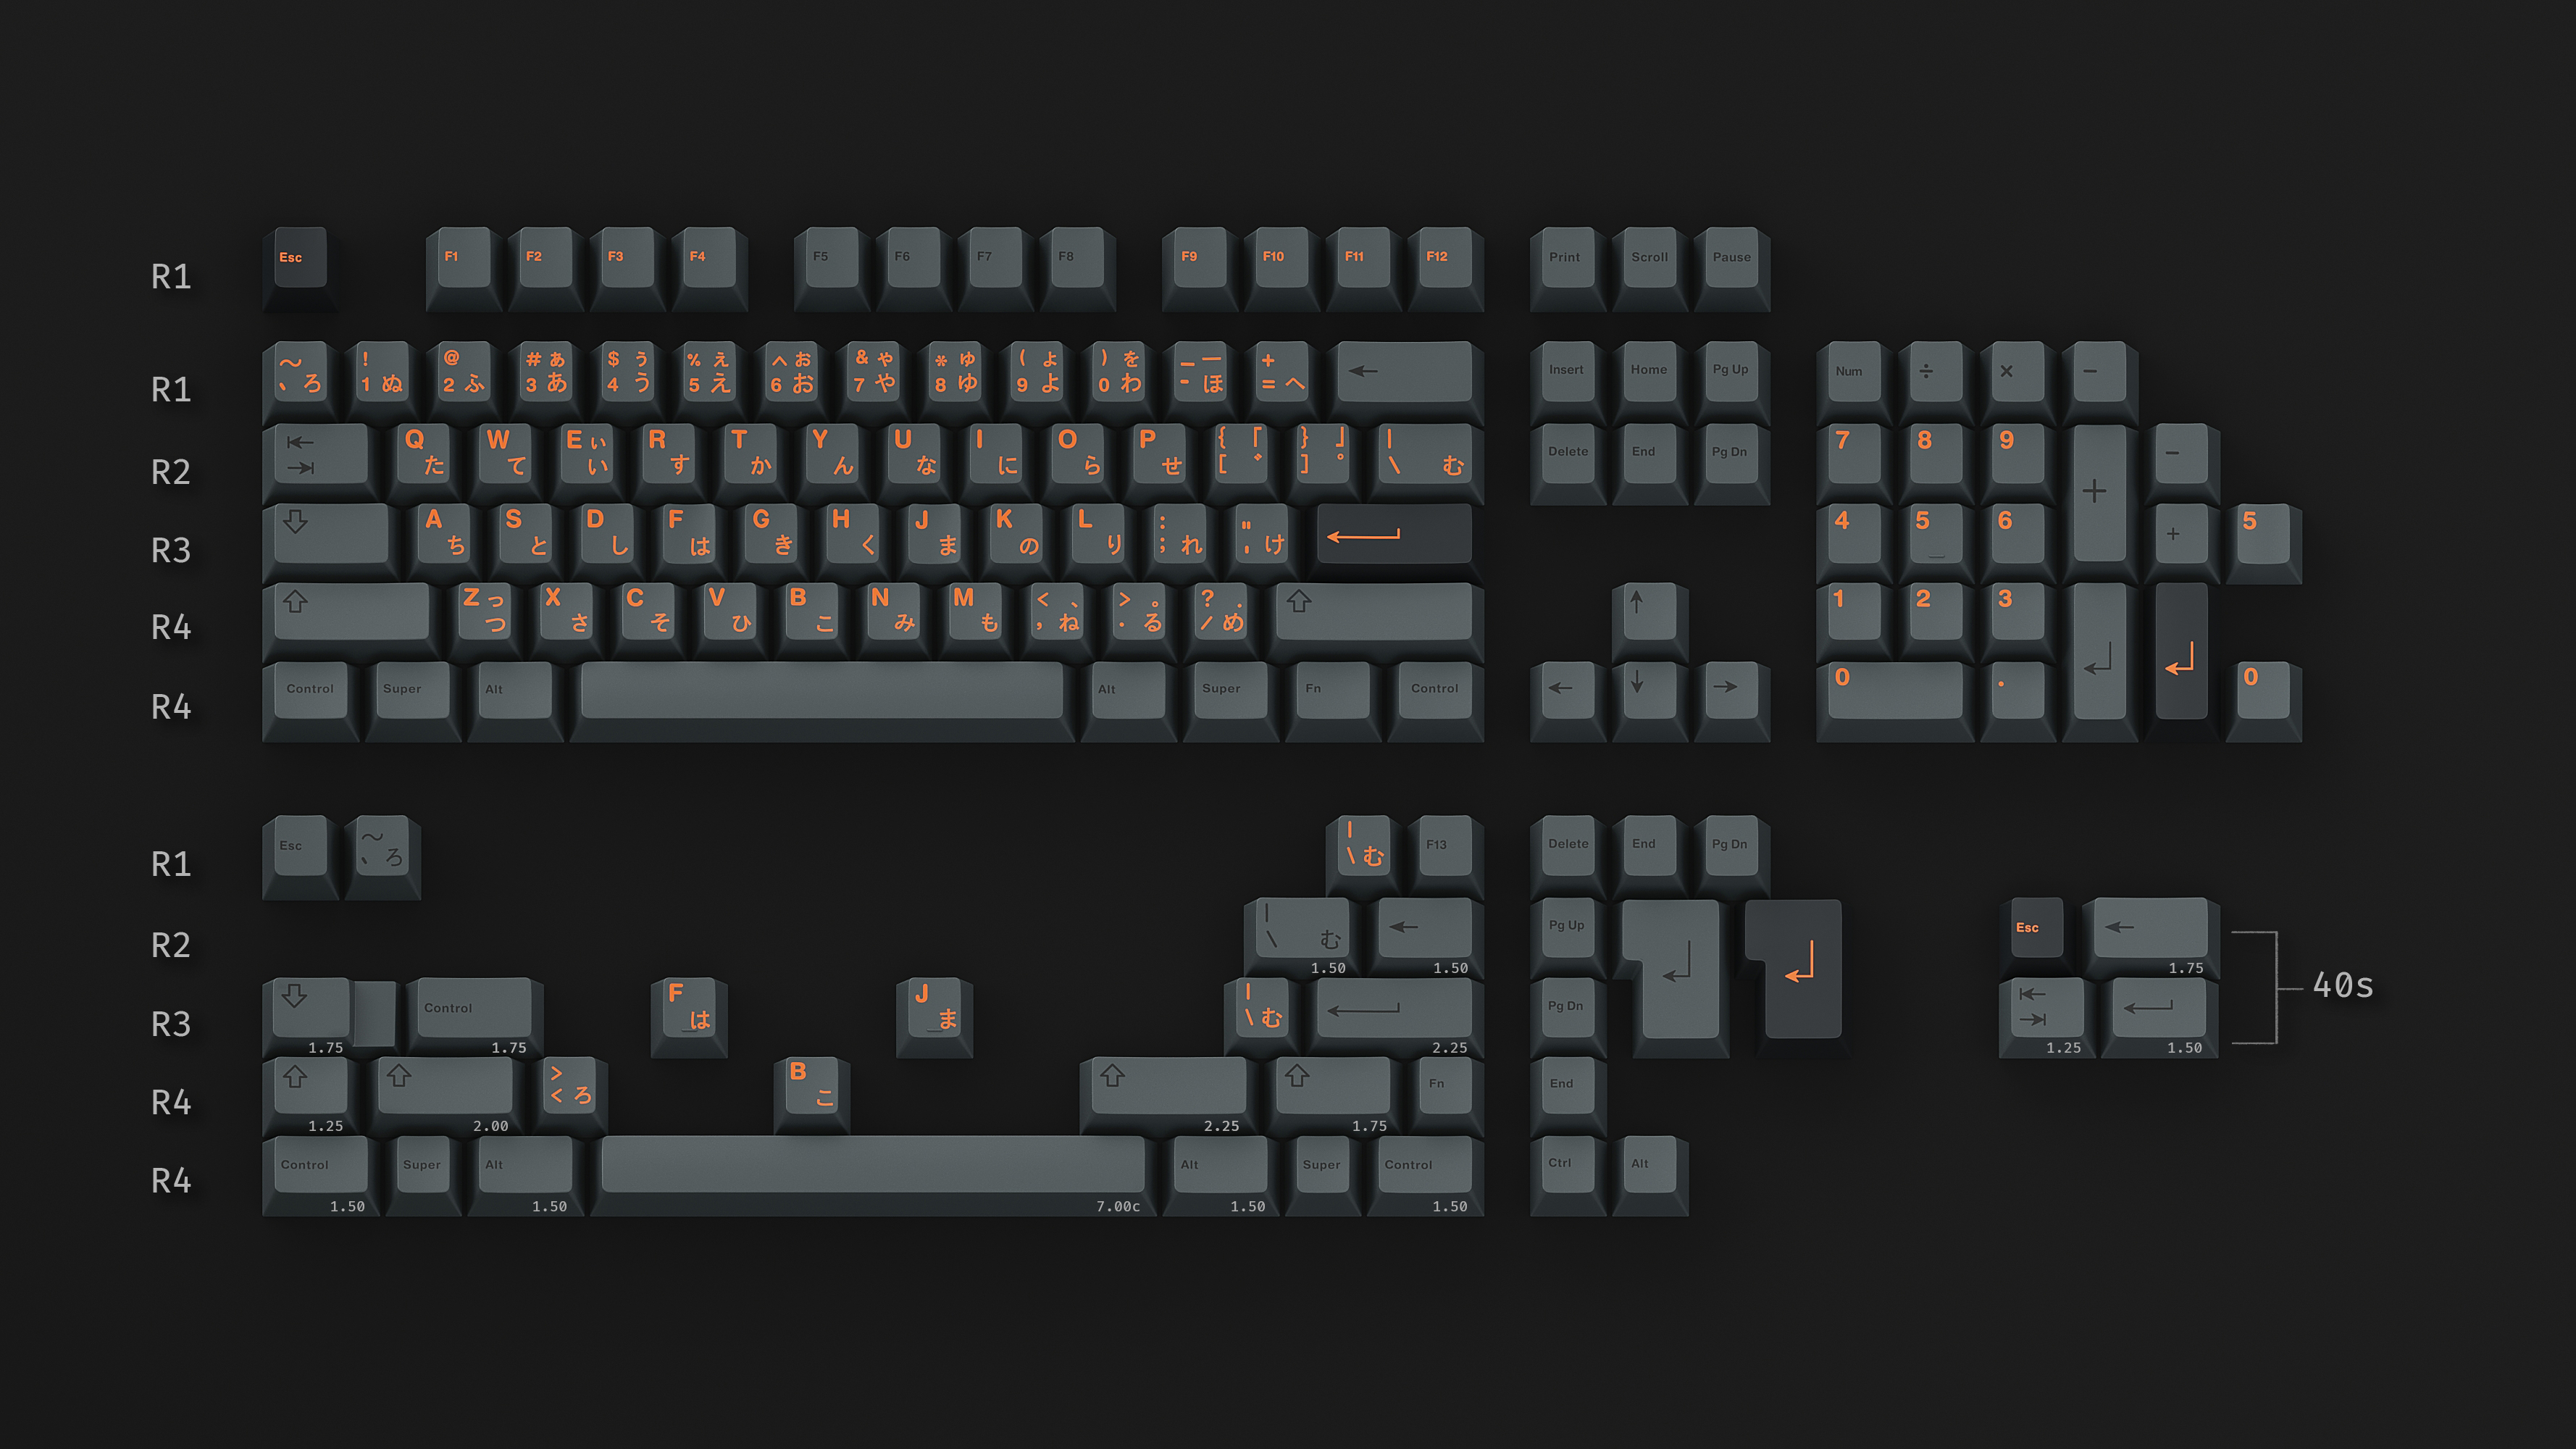 R1 Esc F1 F2 F3 F4 F5 F6 F7 F8 F9 F10 F11 F12 Print Scroll Pause
R1 ~ 、 ろ ! 1 ぬ @ 2 ふ # ぁ 3 あ $ ぅ 4 う % ぇ 5 え ^ ぉ 6 お & ゃ 7 や * ゅ 8 ゆ ( ょ 9 よ ) を 0 わ _ ー - ほ + = へ ← Insert Home Pg Up Num ÷ × −
R2 Q た W て E ぃ い R す T か Y ん U な I に O ら P せ { 「 [ ゛ } 」 ] ゜ | \ む Delete End Pg Dn 7 8 9 + −
R3 A ち S と D し F は G き H く J ま K の L り : ; れ " ' け 4 5 _ 6 + 5
R4 Z っ つ X さ C そ V ひ B こ N み M も < 、 , ね > 。 . る ? . / め ↑ 1 2 3
R4 Control Super Alt Alt Super Fn Control ← ↓ → 0 . 0
R1 Esc ~ 、 ろ | \ む F13 Delete End Pg Dn
R2 | \ む 1.50 ← 1.50 Pg Up Esc ← 1.75
40s
R3 1.75 Control 1.75 F _ は J _ ま | \ む 2.25 Pg Dn 1.25 1.50
R4 1.25 2.00 > < ろ B こ 2.25 1.75 Fn End
R4 Control 1.50 Super Alt 1.50 7.00c Alt 1.50 Super Control 1.50 Ctrl Alt